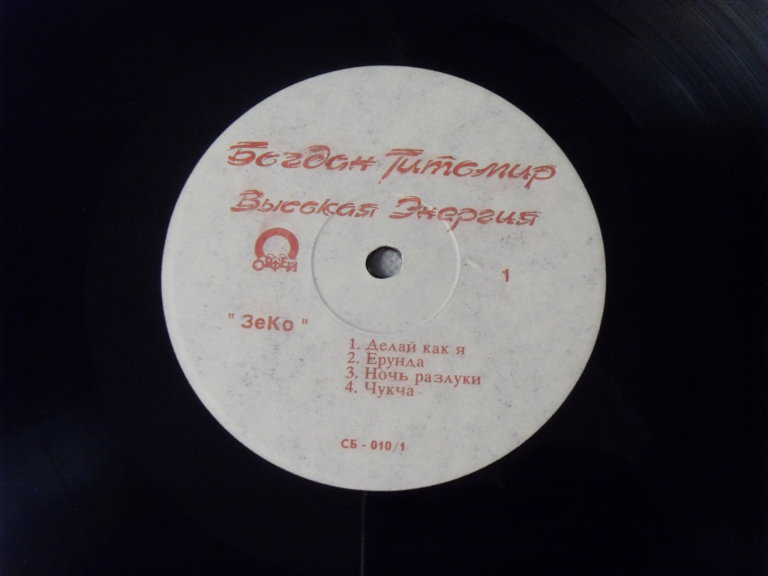 Богдан Титомир
Высокая Энергия
ОРФЕЙ
1
" ЗеКо "
1. Делай как я
2. Ерунда
3. Ночь разлуки
4. Чукча
СБ - 010/1